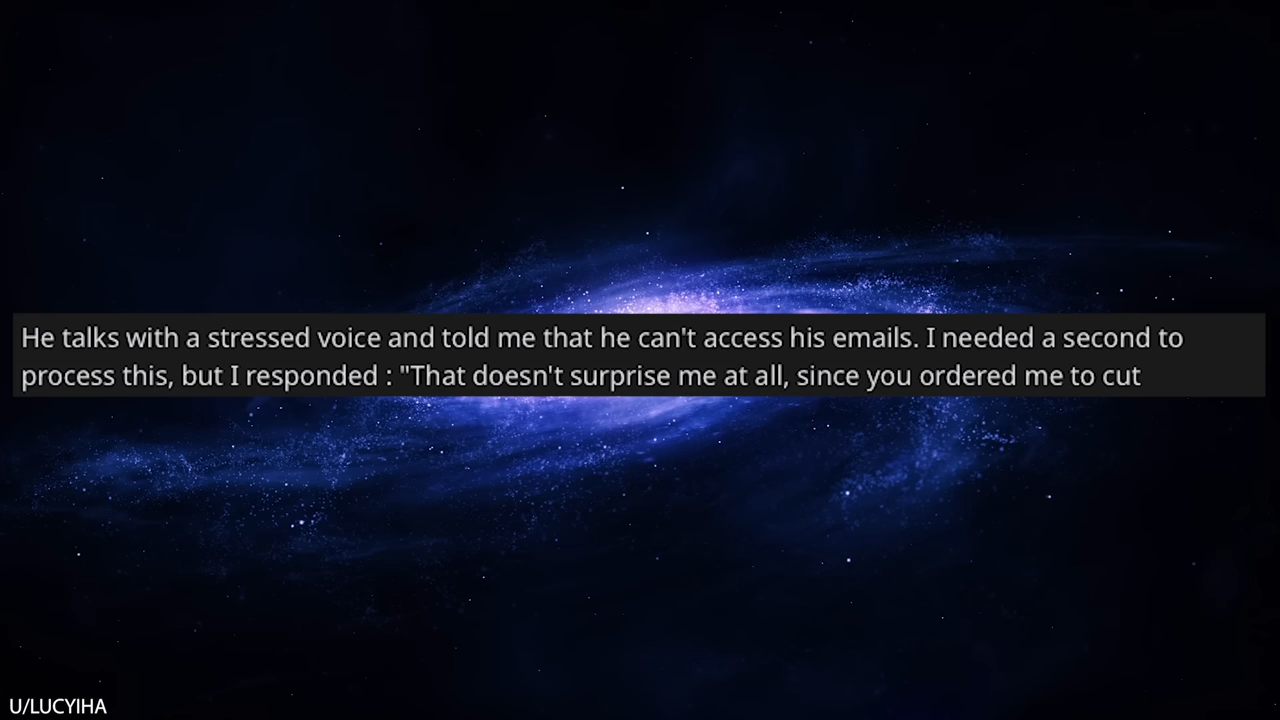 He talks with a stressed voice and told me that he can't access his emails. I needed a second to
process this, but I responded : "That doesn't surprise me at all, since you ordered me to cut
U/LUCYIHA